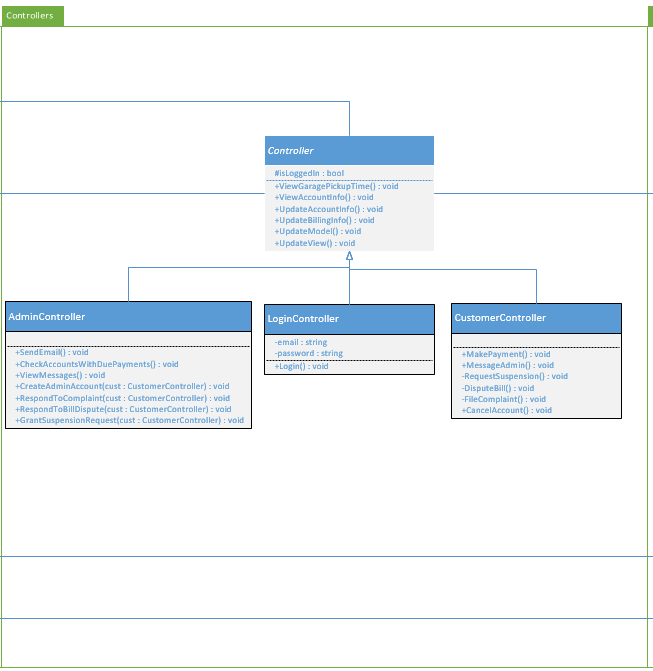 Controllers
Controller
#isLoggedIn : bool
+ViewGaragePickupTime() : void
+ViewAccountInfo() : void
+UpdateAccountInfo() : void
+UpdateBillingInfo() : void
+UpdateModel() : void
+UpdateView() : void
AdminController
+SendEmail() : void
+CheckAccountsWithDuePayments() : void
+ViewMessages() : void
+CreateAdminAccount(cust : CustomerController) : void
+RespondToComplaint(cust : CustomerController) : void
+RespondToBillDispute(cust : CustomerController) : void
+GrantSuspensionRequest(cust : CustomerController) : void
LoginController
-email : string
-password : string
+Login() : void
CustomerController
+MakePayment() : void
+MessageAdmin() : void
-RequestSuspension() : void
-DisputeBill() : void
-FileComplaint() : void
+CancelAccount() : void